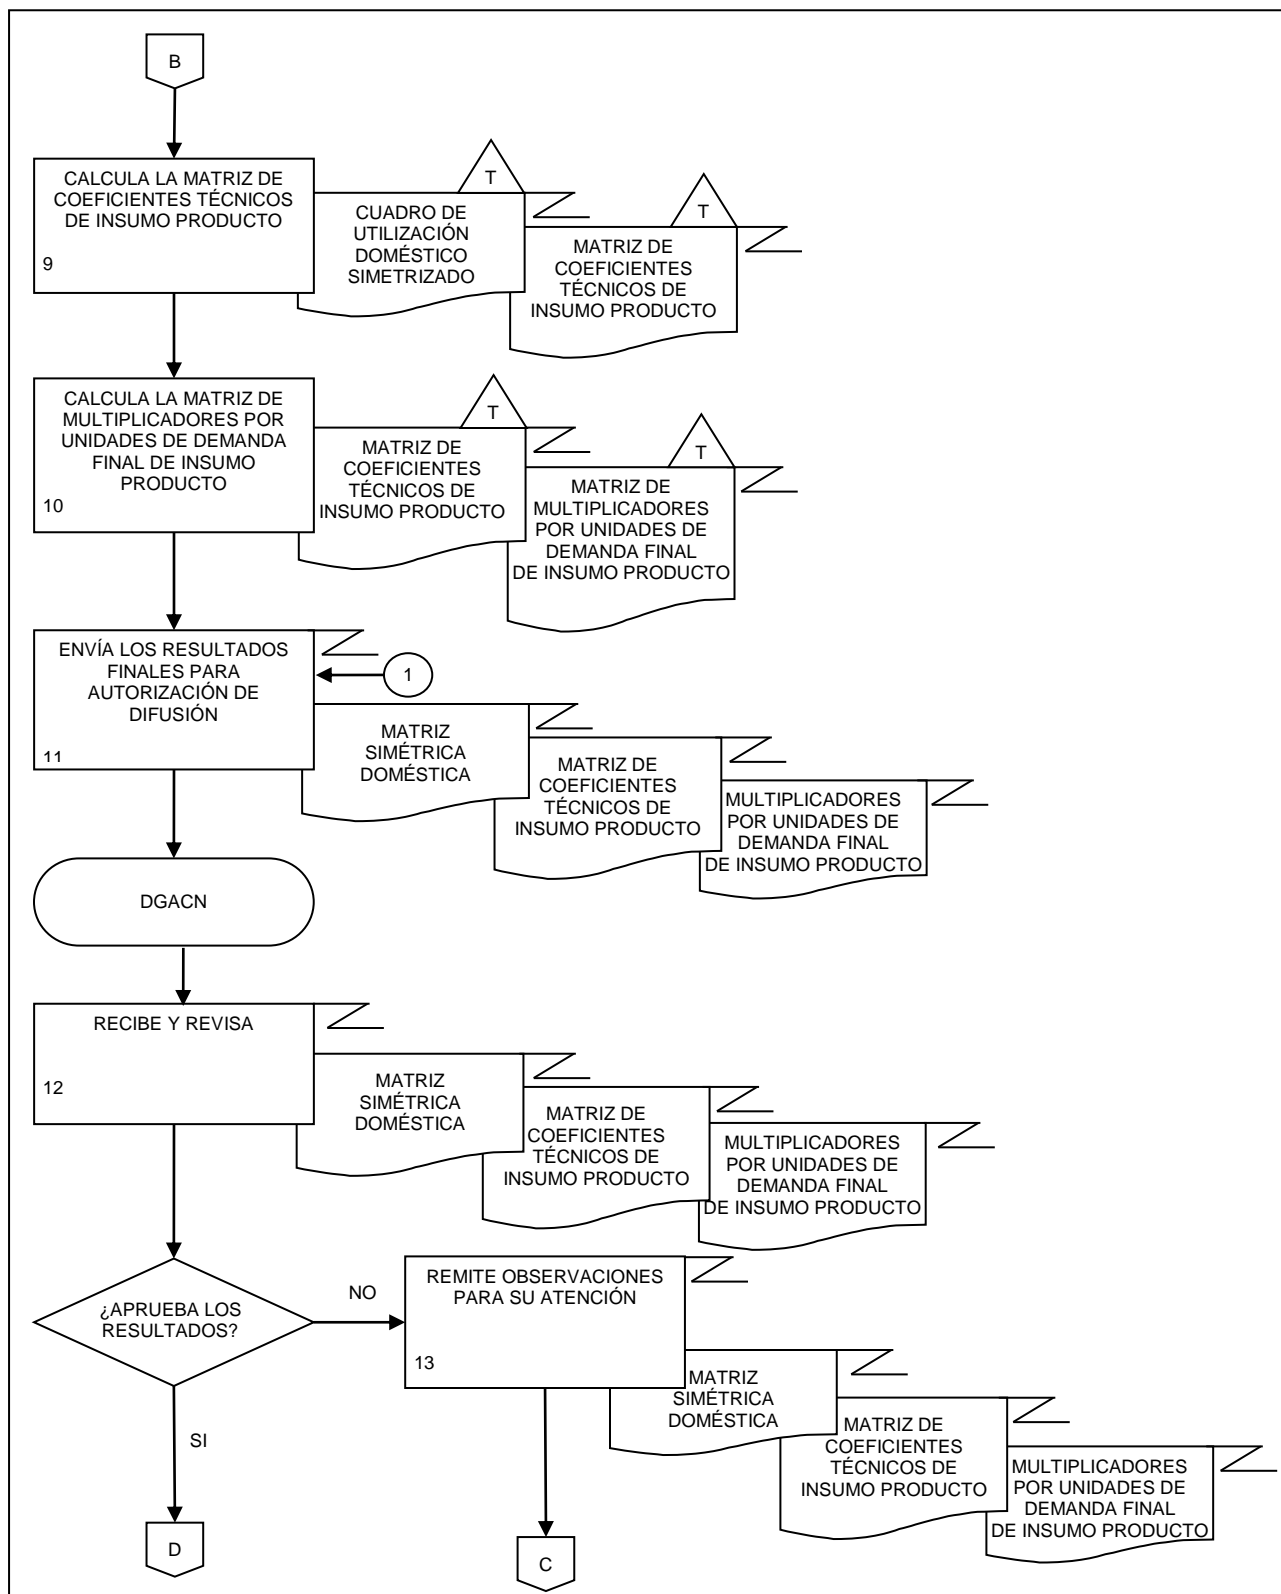 B
CALCULA LA MATRIZ DE
COEFICIENTES TÉCNICOS
DE INSUMO PRODUCTO
9
T
CUADRO DE
UTILIZACIÓN
DOMÉSTICO
SIMETRIZADO
T
MATRIZ DE
COEFICIENTES
TÉCNICOS DE
INSUMO PRODUCTO
CALCULA LA MATRIZ DE
MULTIPLICADORES POR
UNIDADES DE DEMANDA
FINAL DE INSUMO
PRODUCTO
10
T
MATRIZ DE
COEFICIENTES
TÉCNICOS DE
INSUMO PRODUCTO
T
MATRIZ DE
MULTIPLICADORES
POR UNIDADES DE
DEMANDA FINAL
DE INSUMO PRODUCTO
ENVÍA LOS RESULTADOS
FINALES PARA
AUTORIZACIÓN DE
DIFUSIÓN
11
1
MATRIZ
SIMÉTRICA
DOMÉSTICA
MATRIZ DE
COEFICIENTES
TÉCNICOS DE
INSUMO PRODUCTO
MULTIPLICADORES
POR UNIDADES DE
DEMANDA FINAL
DE INSUMO PRODUCTO
DGACN
RECIBE Y REVISA
12
MATRIZ
SIMÉTRICA
DOMÉSTICA
MATRIZ DE
COEFICIENTES
TÉCNICOS DE
INSUMO PRODUCTO
MULTIPLICADORES
POR UNIDADES DE
DEMANDA FINAL
DE INSUMO PRODUCTO
¿APRUEBA LOS
RESULTADOS?
NO
REMITE OBSERVACIONES
PARA SU ATENCIÓN
13
MATRIZ
SIMÉTRICA
DOMÉSTICA
MATRIZ DE
COEFICIENTES
TÉCNICOS DE
INSUMO PRODUCTO
MULTIPLICADORES
POR UNIDADES DE
DEMANDA FINAL
DE INSUMO PRODUCTO
SI
D
C